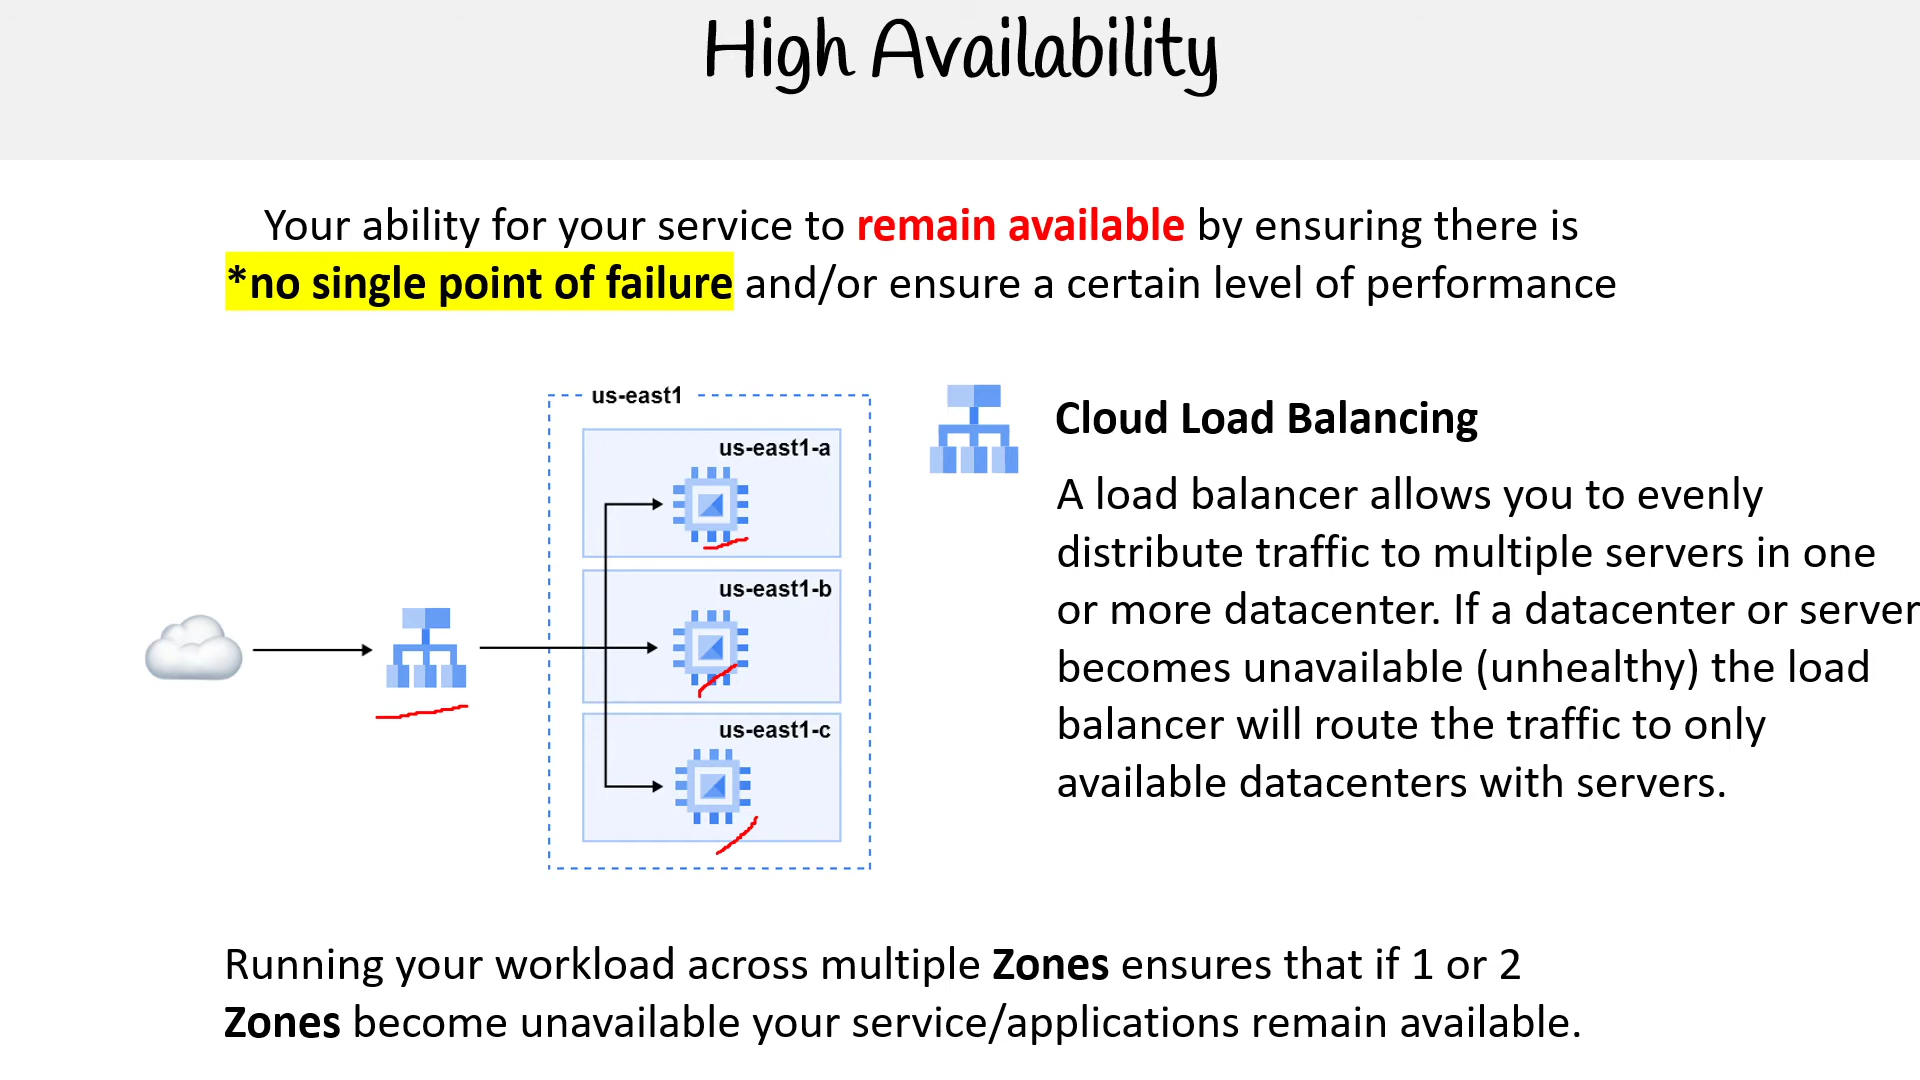 High Availability
Your ability for your service to remain available by ensuring there is
*no single point of failure and/or ensure a certain level of performance
us-east1
us-east1-a
us-east1-b
us-east1-c
Cloud Load Balancing
A load balancer allows you to evenly
distribute traffic to multiple servers in one
or more datacenter. If a datacenter or server
becomes unavailable (unhealthy) the load
balancer will route the traffic to only
available datacenters with servers.
Running your workload across multiple Zones ensures that if 1 or 2
Zones become unavailable your service/applications remain available.